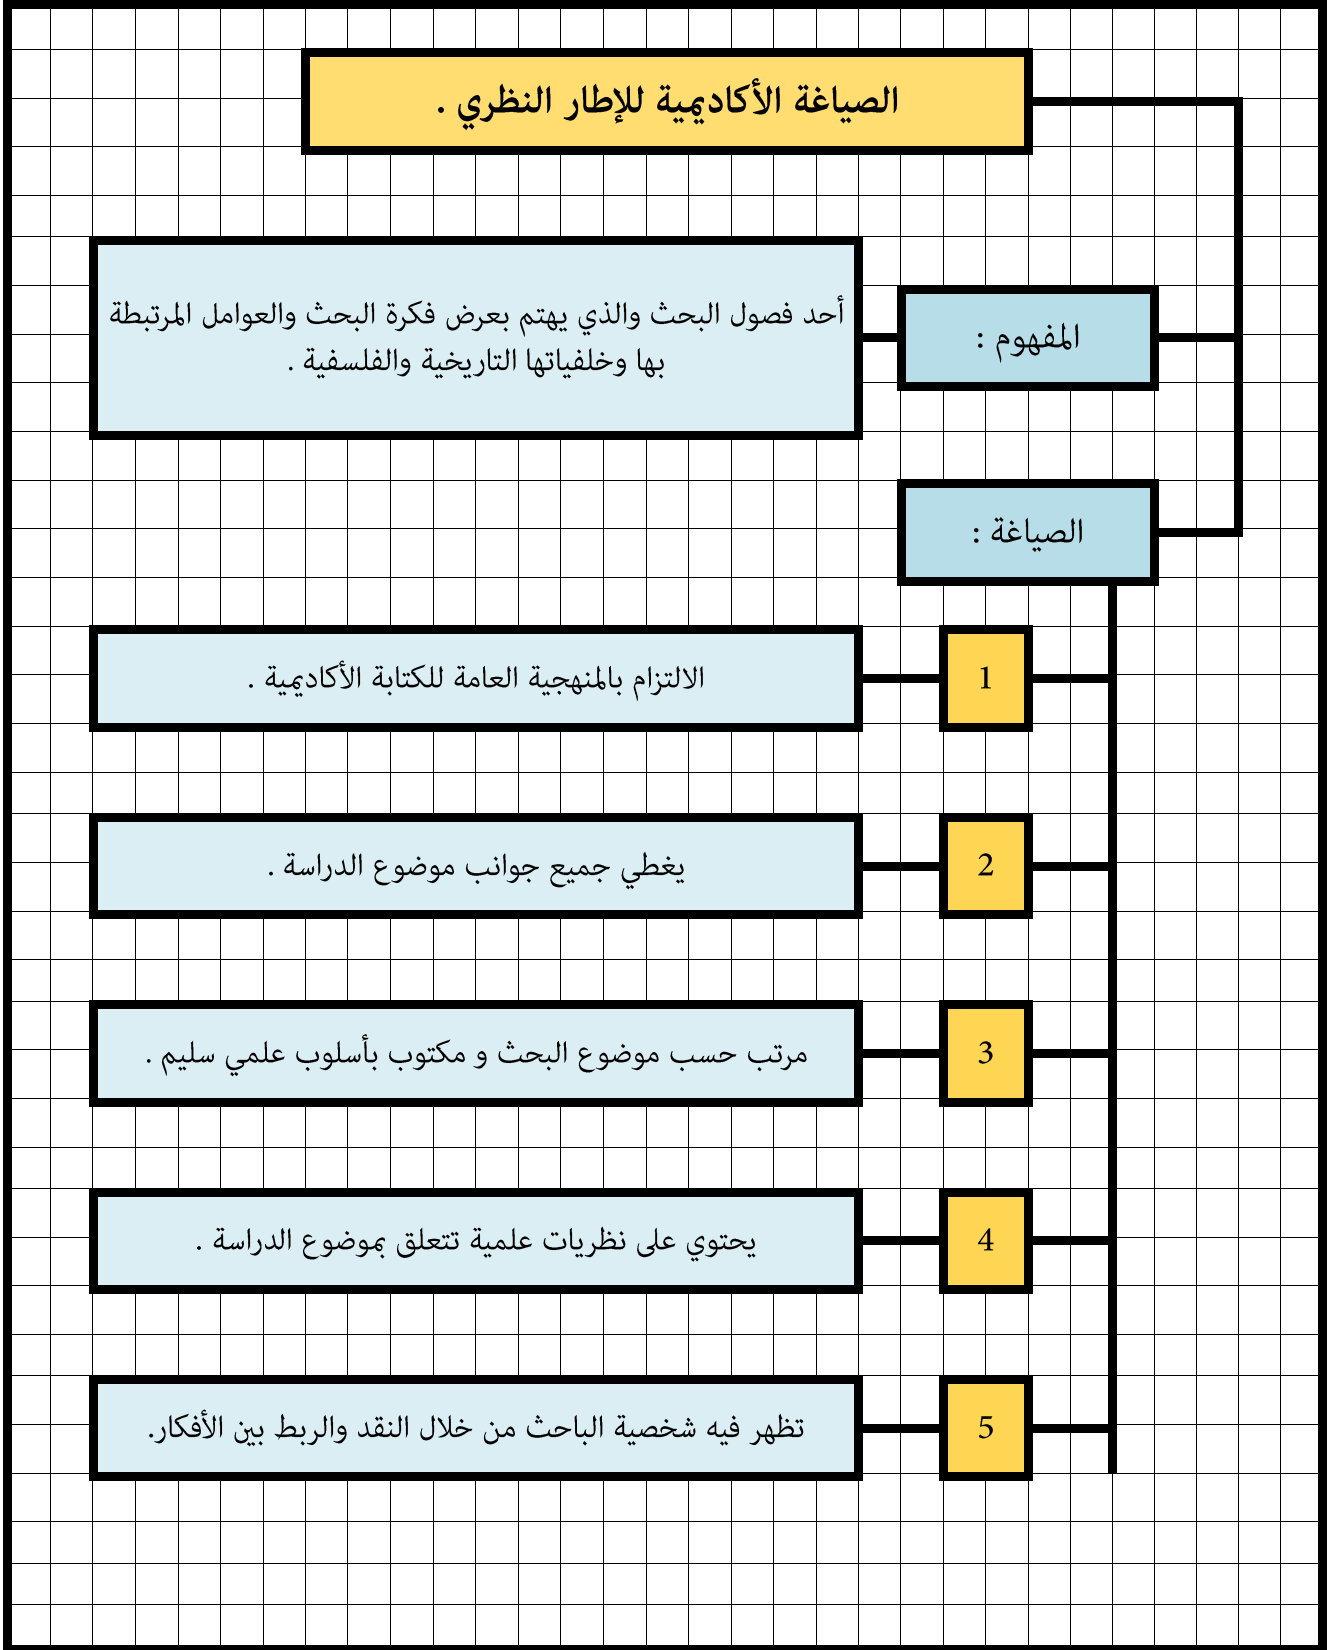 الصياغة الأكاديمية للإطار النظري .
المفهوم :
أحد فصول البحث والذي يهتم بعرض فكرة البحث والعوامل المرتبطة
بها وخلفياتها التاريخية والفلسفية .
الصياغة :
1
الالتزام بالمنهجية العامة للكتابة الأكاديمية .
2
يغطي جميع جوانب موضوع الدراسة .
3
مرتب حسب موضوع البحث و مكتوب بأسلوب علمي سليم .
4
يحتوي على نظريات علمية تتعلق بموضوع الدراسة .
5
تظهر فيه شخصية الباحث من خلال النقد والربط بين الأفكار.